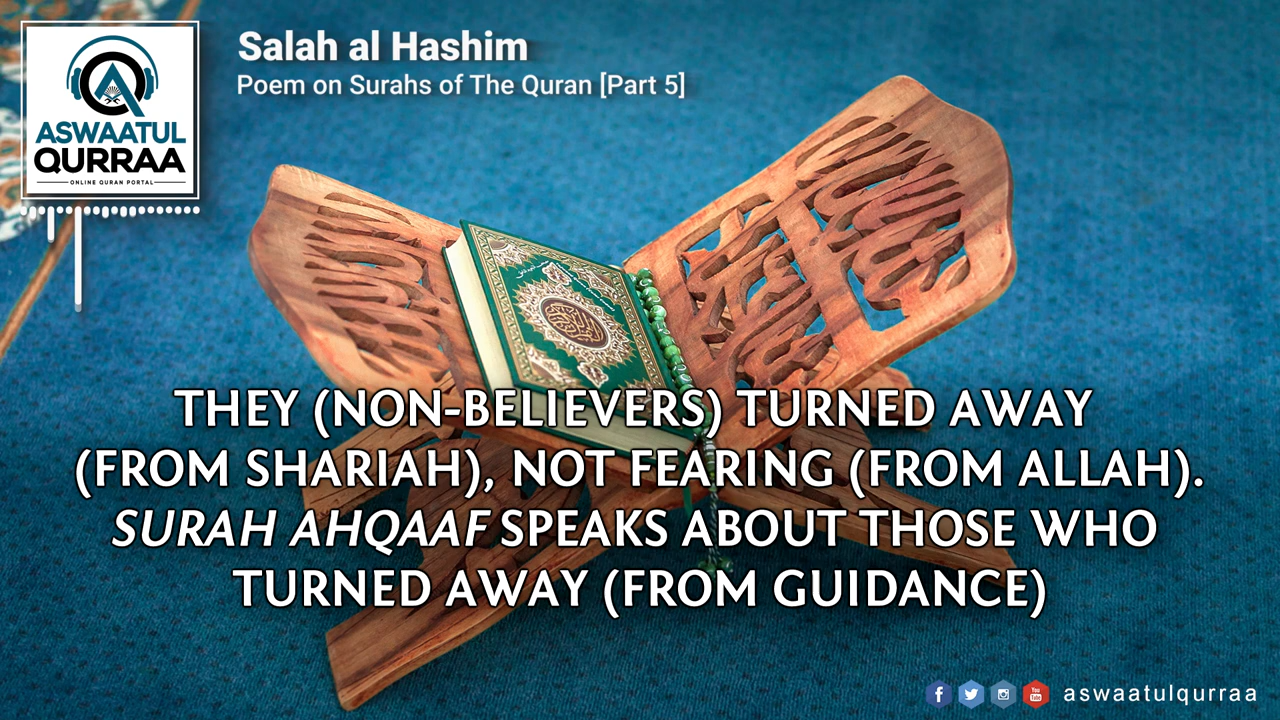 ASWAATUL
QURRAA
ONLINE QURAN PORTAL
Salah al Hashim
Poem on Surahs of The Quran [Part 5]
THEY (NON-BELIEVERS) TURNED AWAY
(FROM SHARIAH), NOT FEARING (FROM ALLAH).
SURAH AHQAAF SPEAKS ABOUT THOSE WHO
TURNED AWAY (FROM GUIDANCE)
aswaatulqurraa